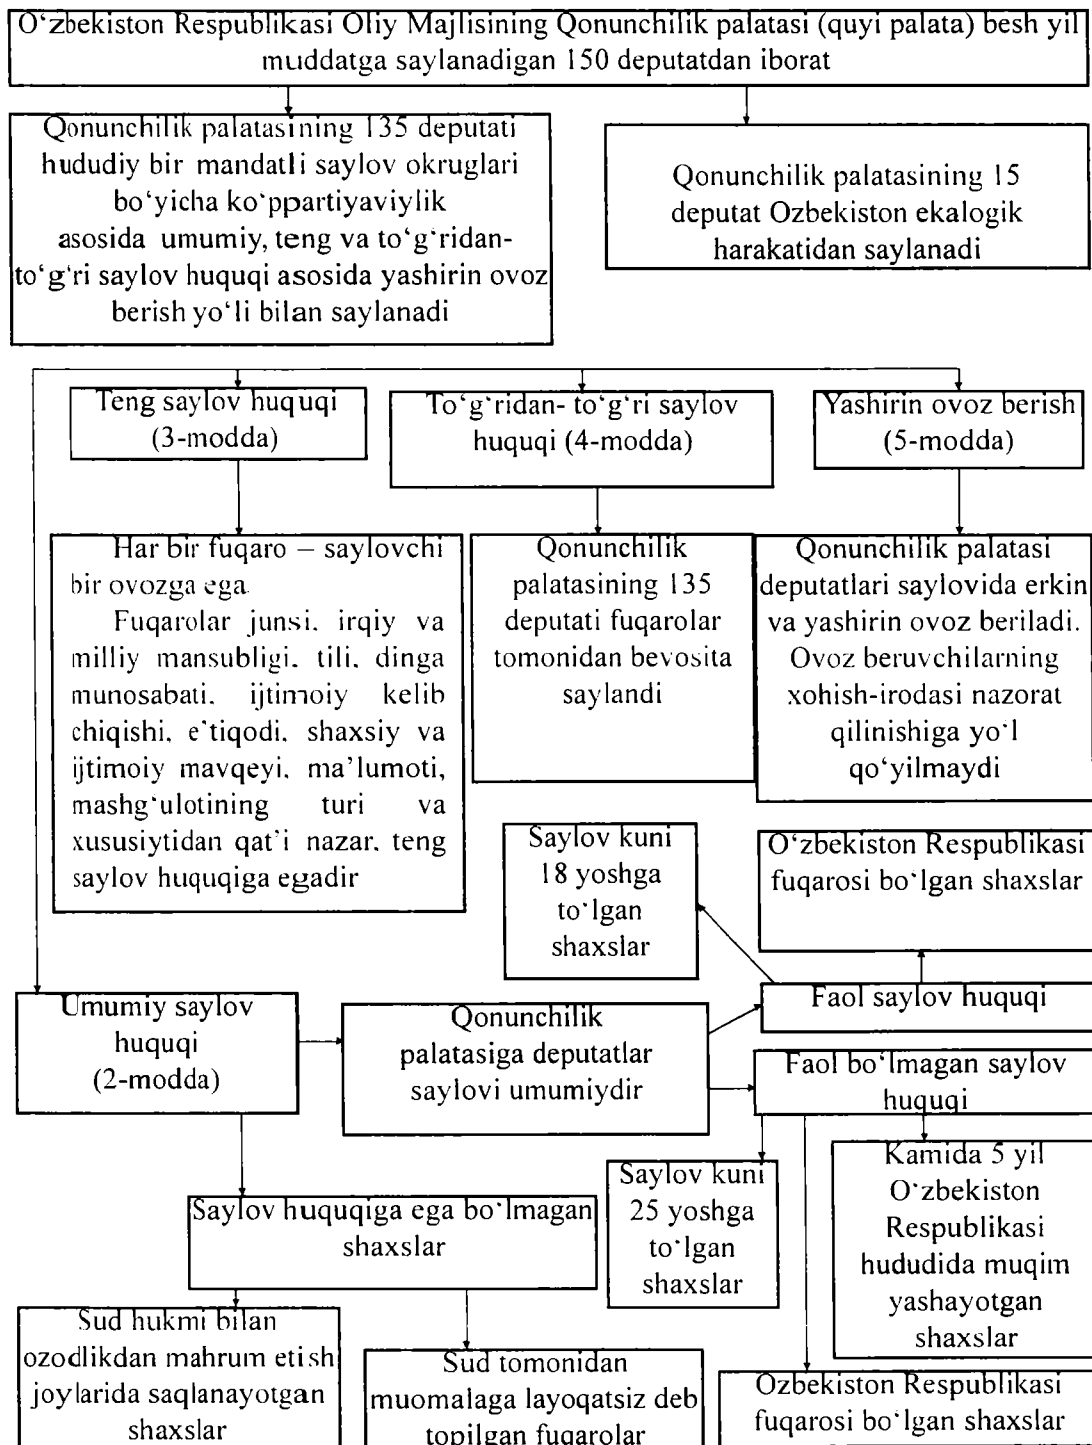 O‘zbekiston Respublikasi Oliy Majlisining Qonunchilik palatasi (quyi palata) besh yil
muddatga saylanadigan 150 deputatdan iborat
Qonunchilik palatasining 135 deputati
hududiy bir mandatli saylov okruglari
bo‘yicha ko‘ppartiyaviylik
asosida umumiy, teng va to‘g‘ridan-
to‘g‘ri saylov huquqi asosida yashirin ovoz
berish yo‘li bilan saylanadi
Qonunchilik palatasining 15
deputat Ozbekiston ekalogik
harakatidan saylanadi
Teng saylov huquqi
(3-modda)
To‘g‘ridan- to‘g‘ri saylov
huquqi (4-modda)
Yashirin ovoz berish
(5-modda)
Har bir fuqaro – saylovchi
bir ovozga ega.
Fuqarolar junsi, irqiy va
milliy mansubligi, tili, dinga
munosabati, ijtimoiy kelib
chiqishi, e‘tiqodi, shaxsiy va
ijtimoiy mavqeyi, ma’lumoti,
mashg‘ulotining turi va
xususiytidan qat’i nazar, teng
saylov huquqiga egadir
Qonunchilik
palatasining 135
deputati fuqarolar
tomonidan bevosita
saylandi
Qonunchilik palatasi
deputatlari saylovida erkin
va yashirin ovoz beriladi.
Ovoz beruvchilarning
xohish-irodasi nazorat
qilinishiga yo‘l
qo‘yilmaydi
Saylov kuni
18 yoshga
to‘lgan
shaxslar
O‘zbekiston Respublikasi
fuqarosi bo‘lgan shaxslar
Umumiy saylov
huquqi
(2-modda)
Qonunchilik
palatasiga deputatlar
saylovi umumiydir
Faol saylov huquqi
Faol bo‘lmagan saylov
huquqi
Saylov huquqiga ega bo‘lmagan
shaxslar
Saylov kuni
25 yoshga
to‘lgan
shaxslar
Kamida 5 yil
O‘zbekiston
Respublikasi
hududida muqim
yashayotgan
shaxslar
Sud hukmi bilan
ozodlikdan mahrum etish
joylarida saqlanayotgan
shaxslar
Sud tomonidan
muomalaga layoqatsiz deb
topilgan fuqarolar
Ozbekiston Respublikasi
fuqarosi bo‘lgan shaxslar